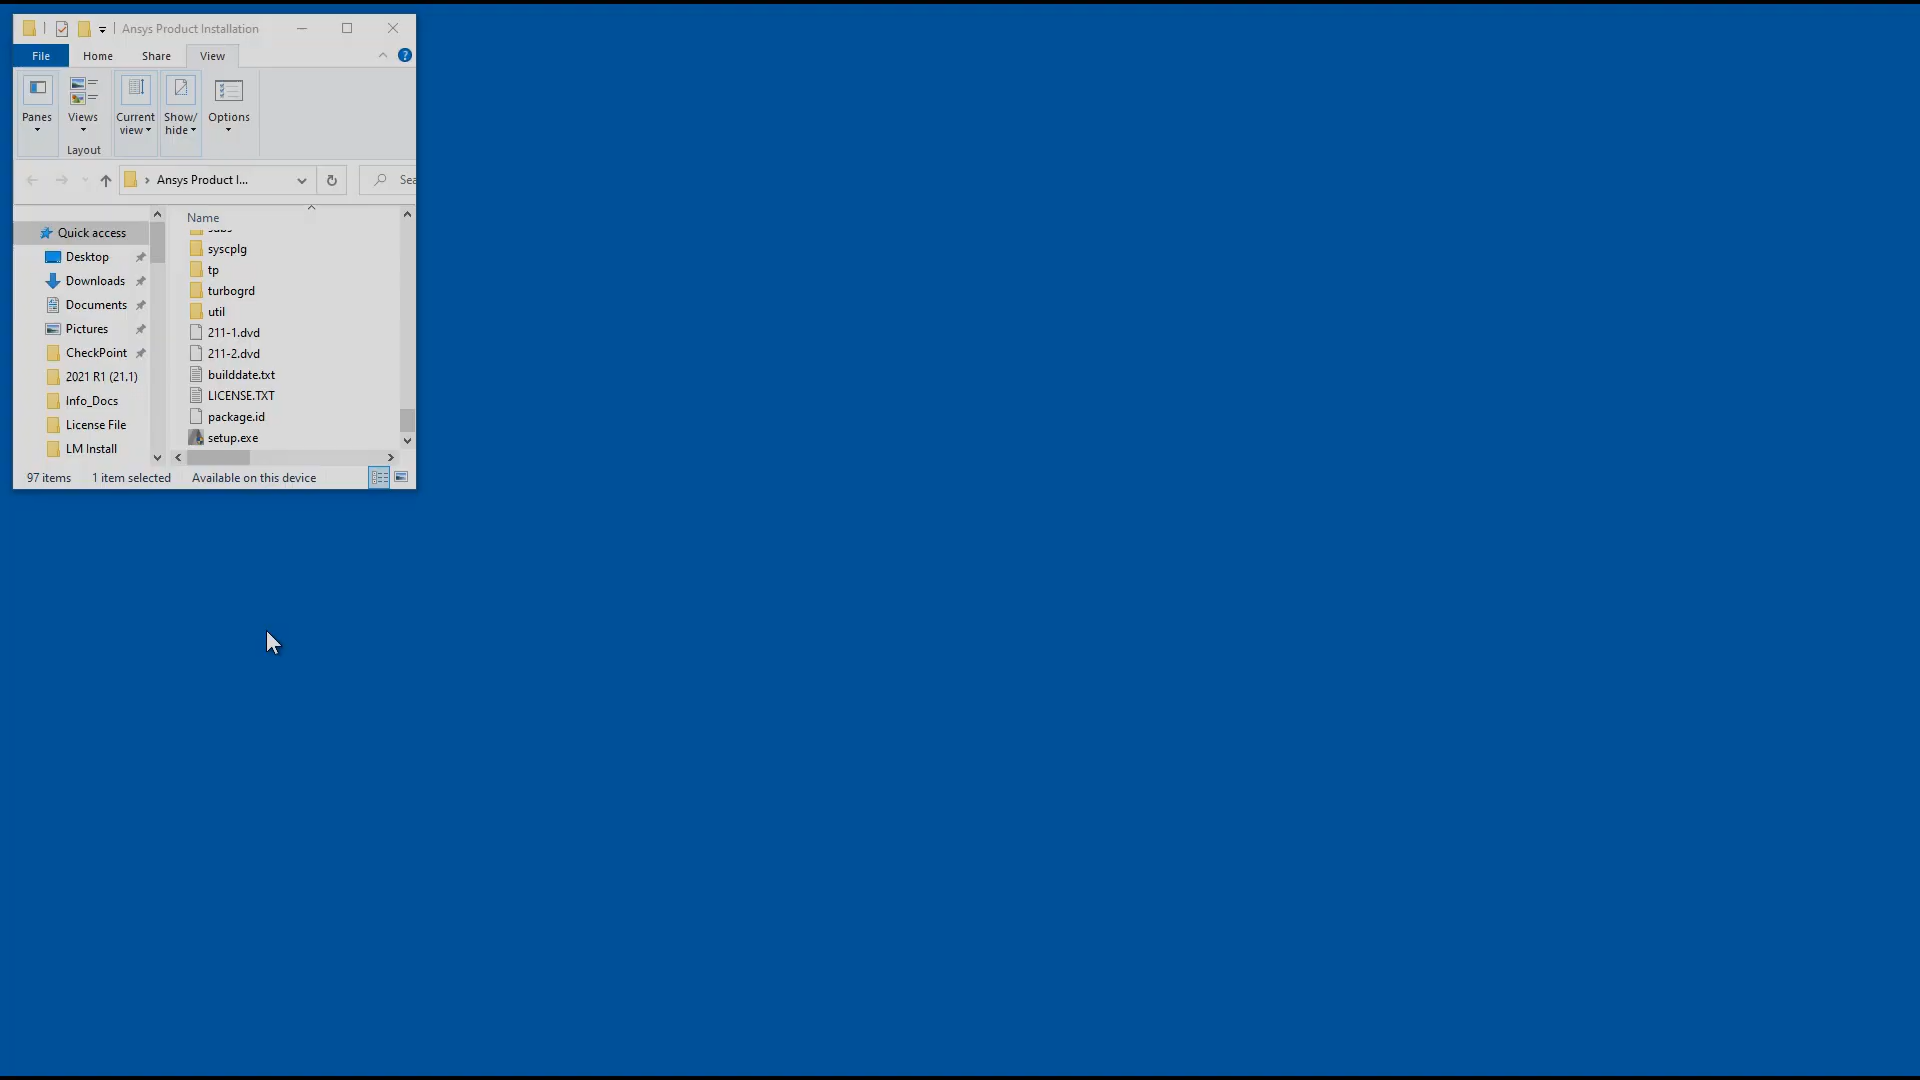 Ansys Product Installation
File Home Share View
Panes Views Current view Show/hide Options
Layout
Ansys Product I... Sea
Name
Quick access
Desktop
Downloads
Documents
Pictures
CheckPoint
2021 R1 (21.1)
Info_Docs
License File
LM Install
syscplg
tp
turbogrd
util
211-1.dvd
211-2.dvd
builddate.txt
LICENSE.TXT
package.id
setup.exe
97 items 1 item selected Available on this device